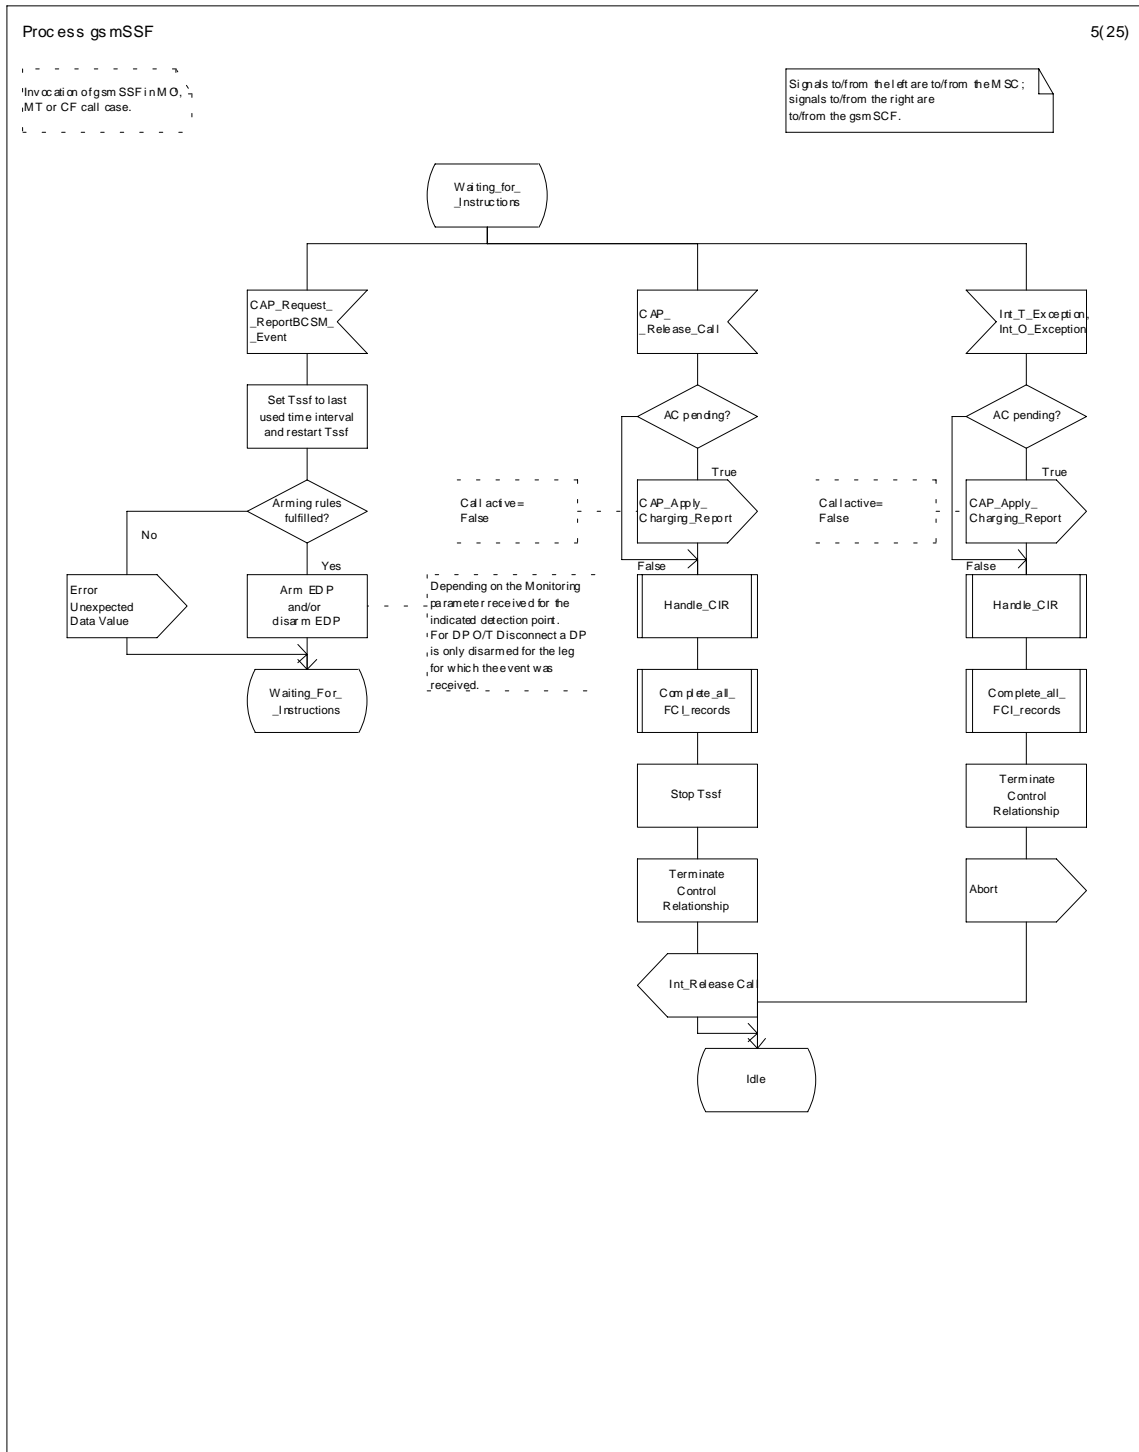 Process gsmSSF
5(25)
Invocation of gsmSSF in MO,
MT or CF call case.
Signals to/from the left are to/from the MSC;
signals to/from the right are
to/from the gsmSCF.
Waiting_for_
_Instructions
CAP_Request_
_ReportBCSM_
_Event
CAP_
_Release_Call
Int_T_Exception,
Int_O_Exception
Set Tssf to last
used time interval
and restart Tssf
AC pending?
AC pending?
True
True
Arming rules
fulfilled?
Call active=
False
CAP_Apply_
Charging_Report
Call active=
False
CAP_Apply_
Charging_Report
No
Yes
False
False
Error
Unexpected
Data Value
Arm EDP
and/or
disarm EDP
Depending on the Monitoring
parameter received for the
indicated detection point.
For DP O/T Disconnect a DP
is only disarmed for the leg
for which the event was
received.
Handle_CIR
Handle_CIR
Waiting_For_
_Instructions
Complete_all_
FCI_records
Complete_all_
FCI_records
Stop Tssf
Terminate
Control
Relationship
Terminate
Control
Relationship
Abort
Int_Release Call
Idle